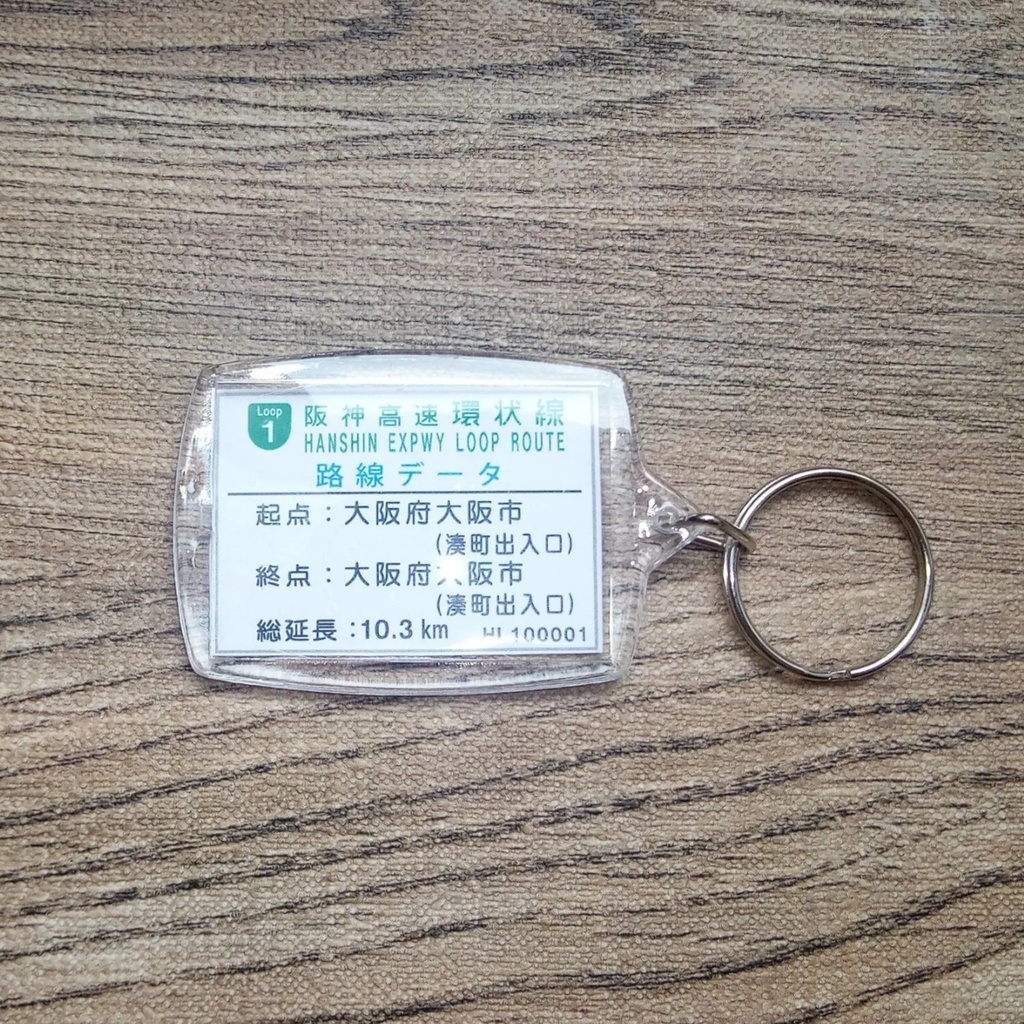 Loop
1
阪神高速環状線
HANSHIN EXPWY LOOP ROUTE
路線データ
起点：大阪府大阪市
(湊町出入口)
終点：大阪府大阪市
(湊町出入口)
総延長：10.3 km
HL100001